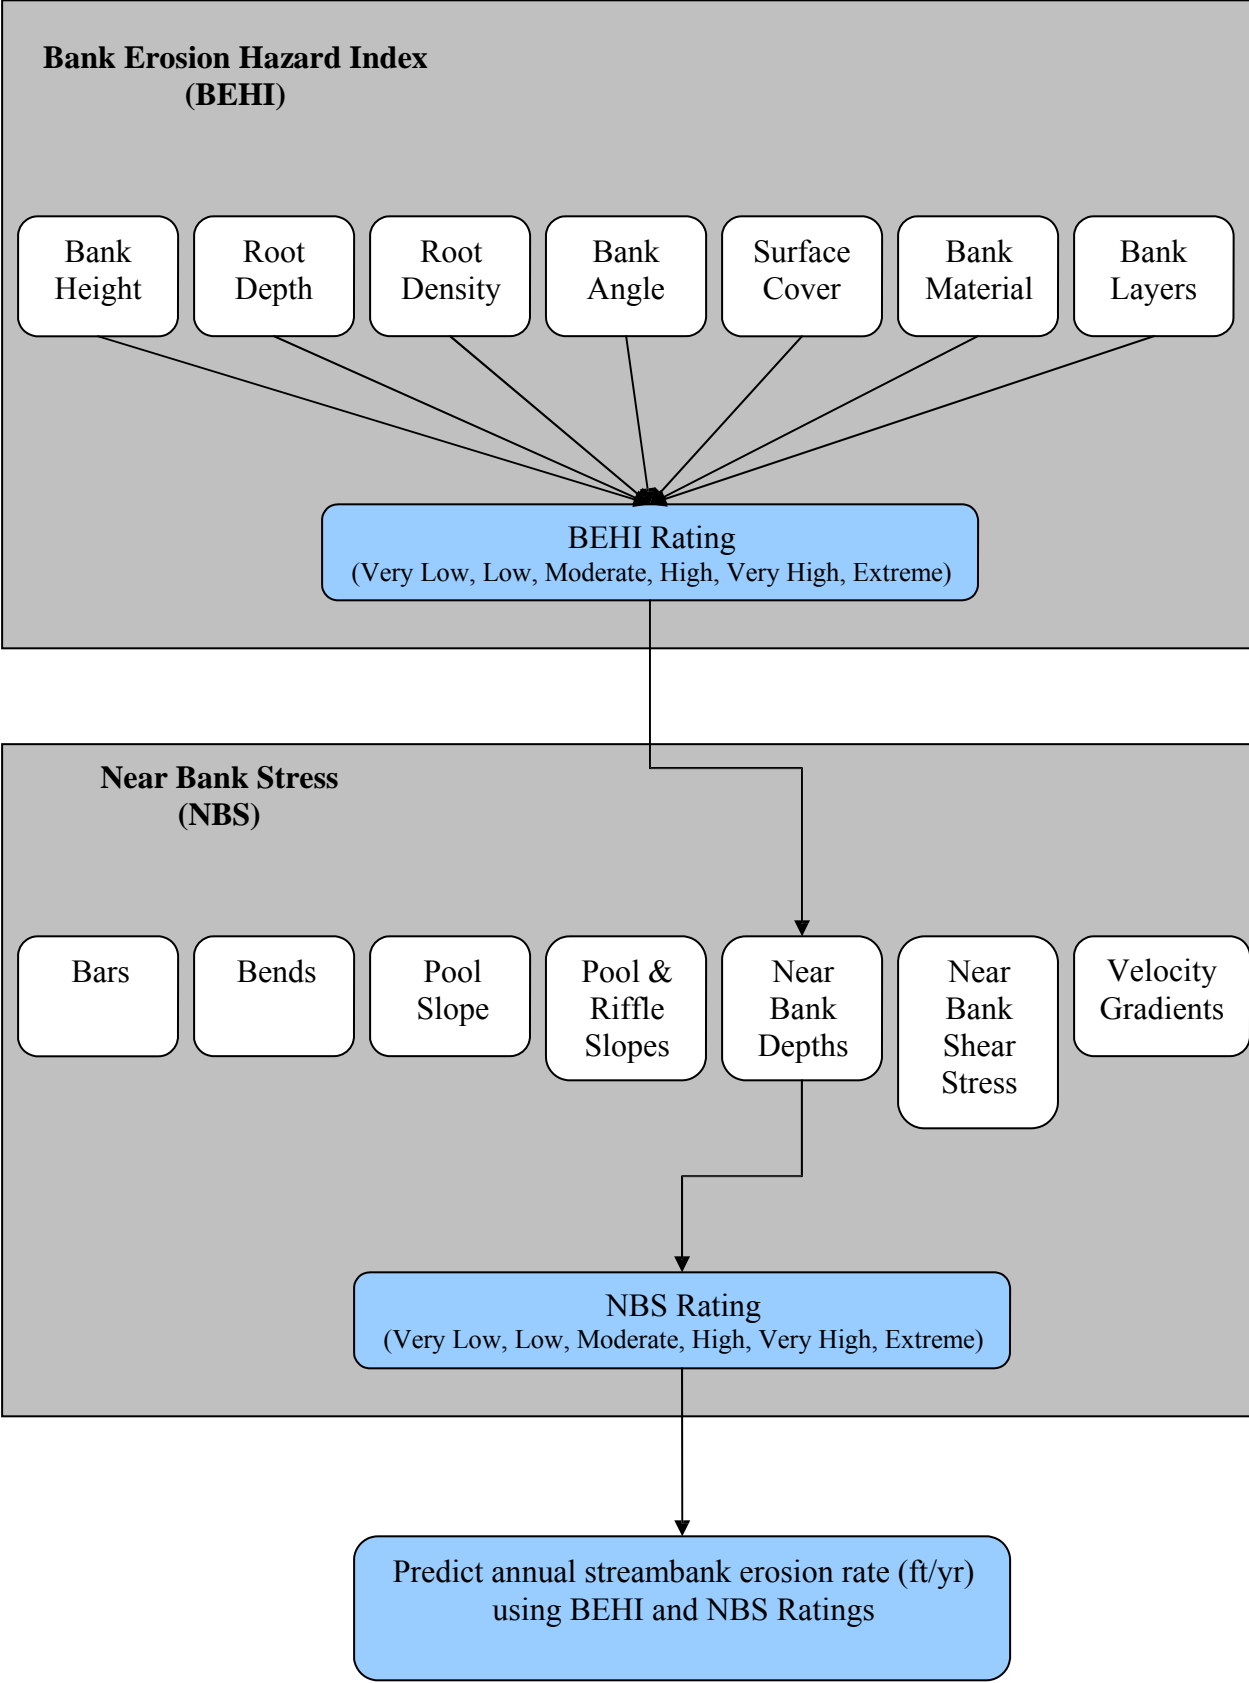 Bank Erosion Hazard Index
(BEHI)
Bank
Height
Root
Depth
Root
Density
Bank
Angle
Surface
Cover
Bank
Material
Bank
Layers
BEHI Rating
(Very Low, Low, Moderate, High, Very High, Extreme)
Near Bank Stress
(NBS)
Bars
Bends
Pool
Slope
Pool &
Riffle
Slopes
Near
Bank
Depths
Near
Bank
Shear
Stress
Velocity
Gradients
NBS Rating
(Very Low, Low, Moderate, High, Very High, Extreme)
Predict annual streambank erosion rate (ft/yr)
using BEHI and NBS Ratings